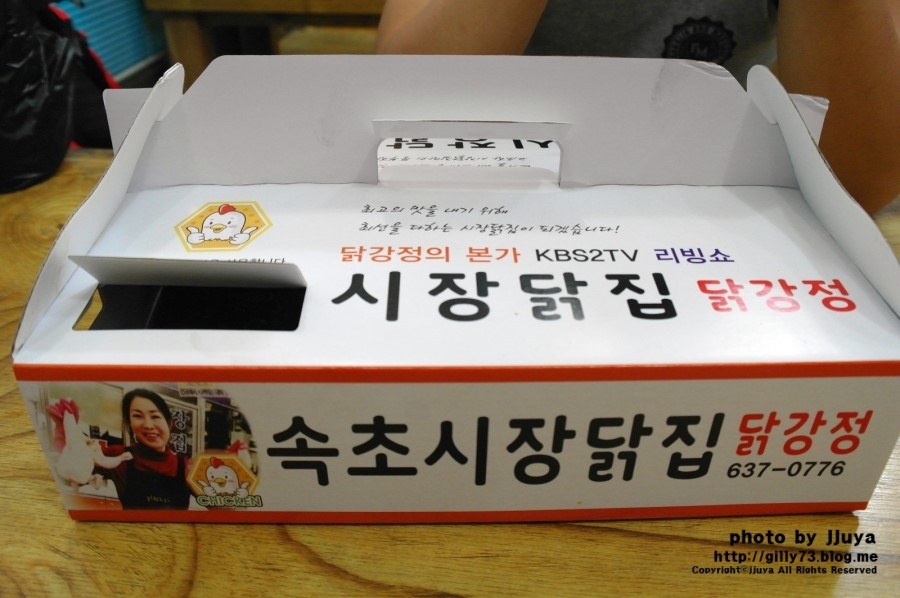 시장닭
최고의 맛을 내기 위해
최선을 다하는 시장닭집이 되겠습니다!
닭강정의 본가 KBS2TV 리빙쇼
시장닭집 닭강정
속초시장닭집 닭강정
637-0776
CHICKEN
photo by JJuya
http://gilly73.blog.me
Copyright©JJuya All Rights Reserved